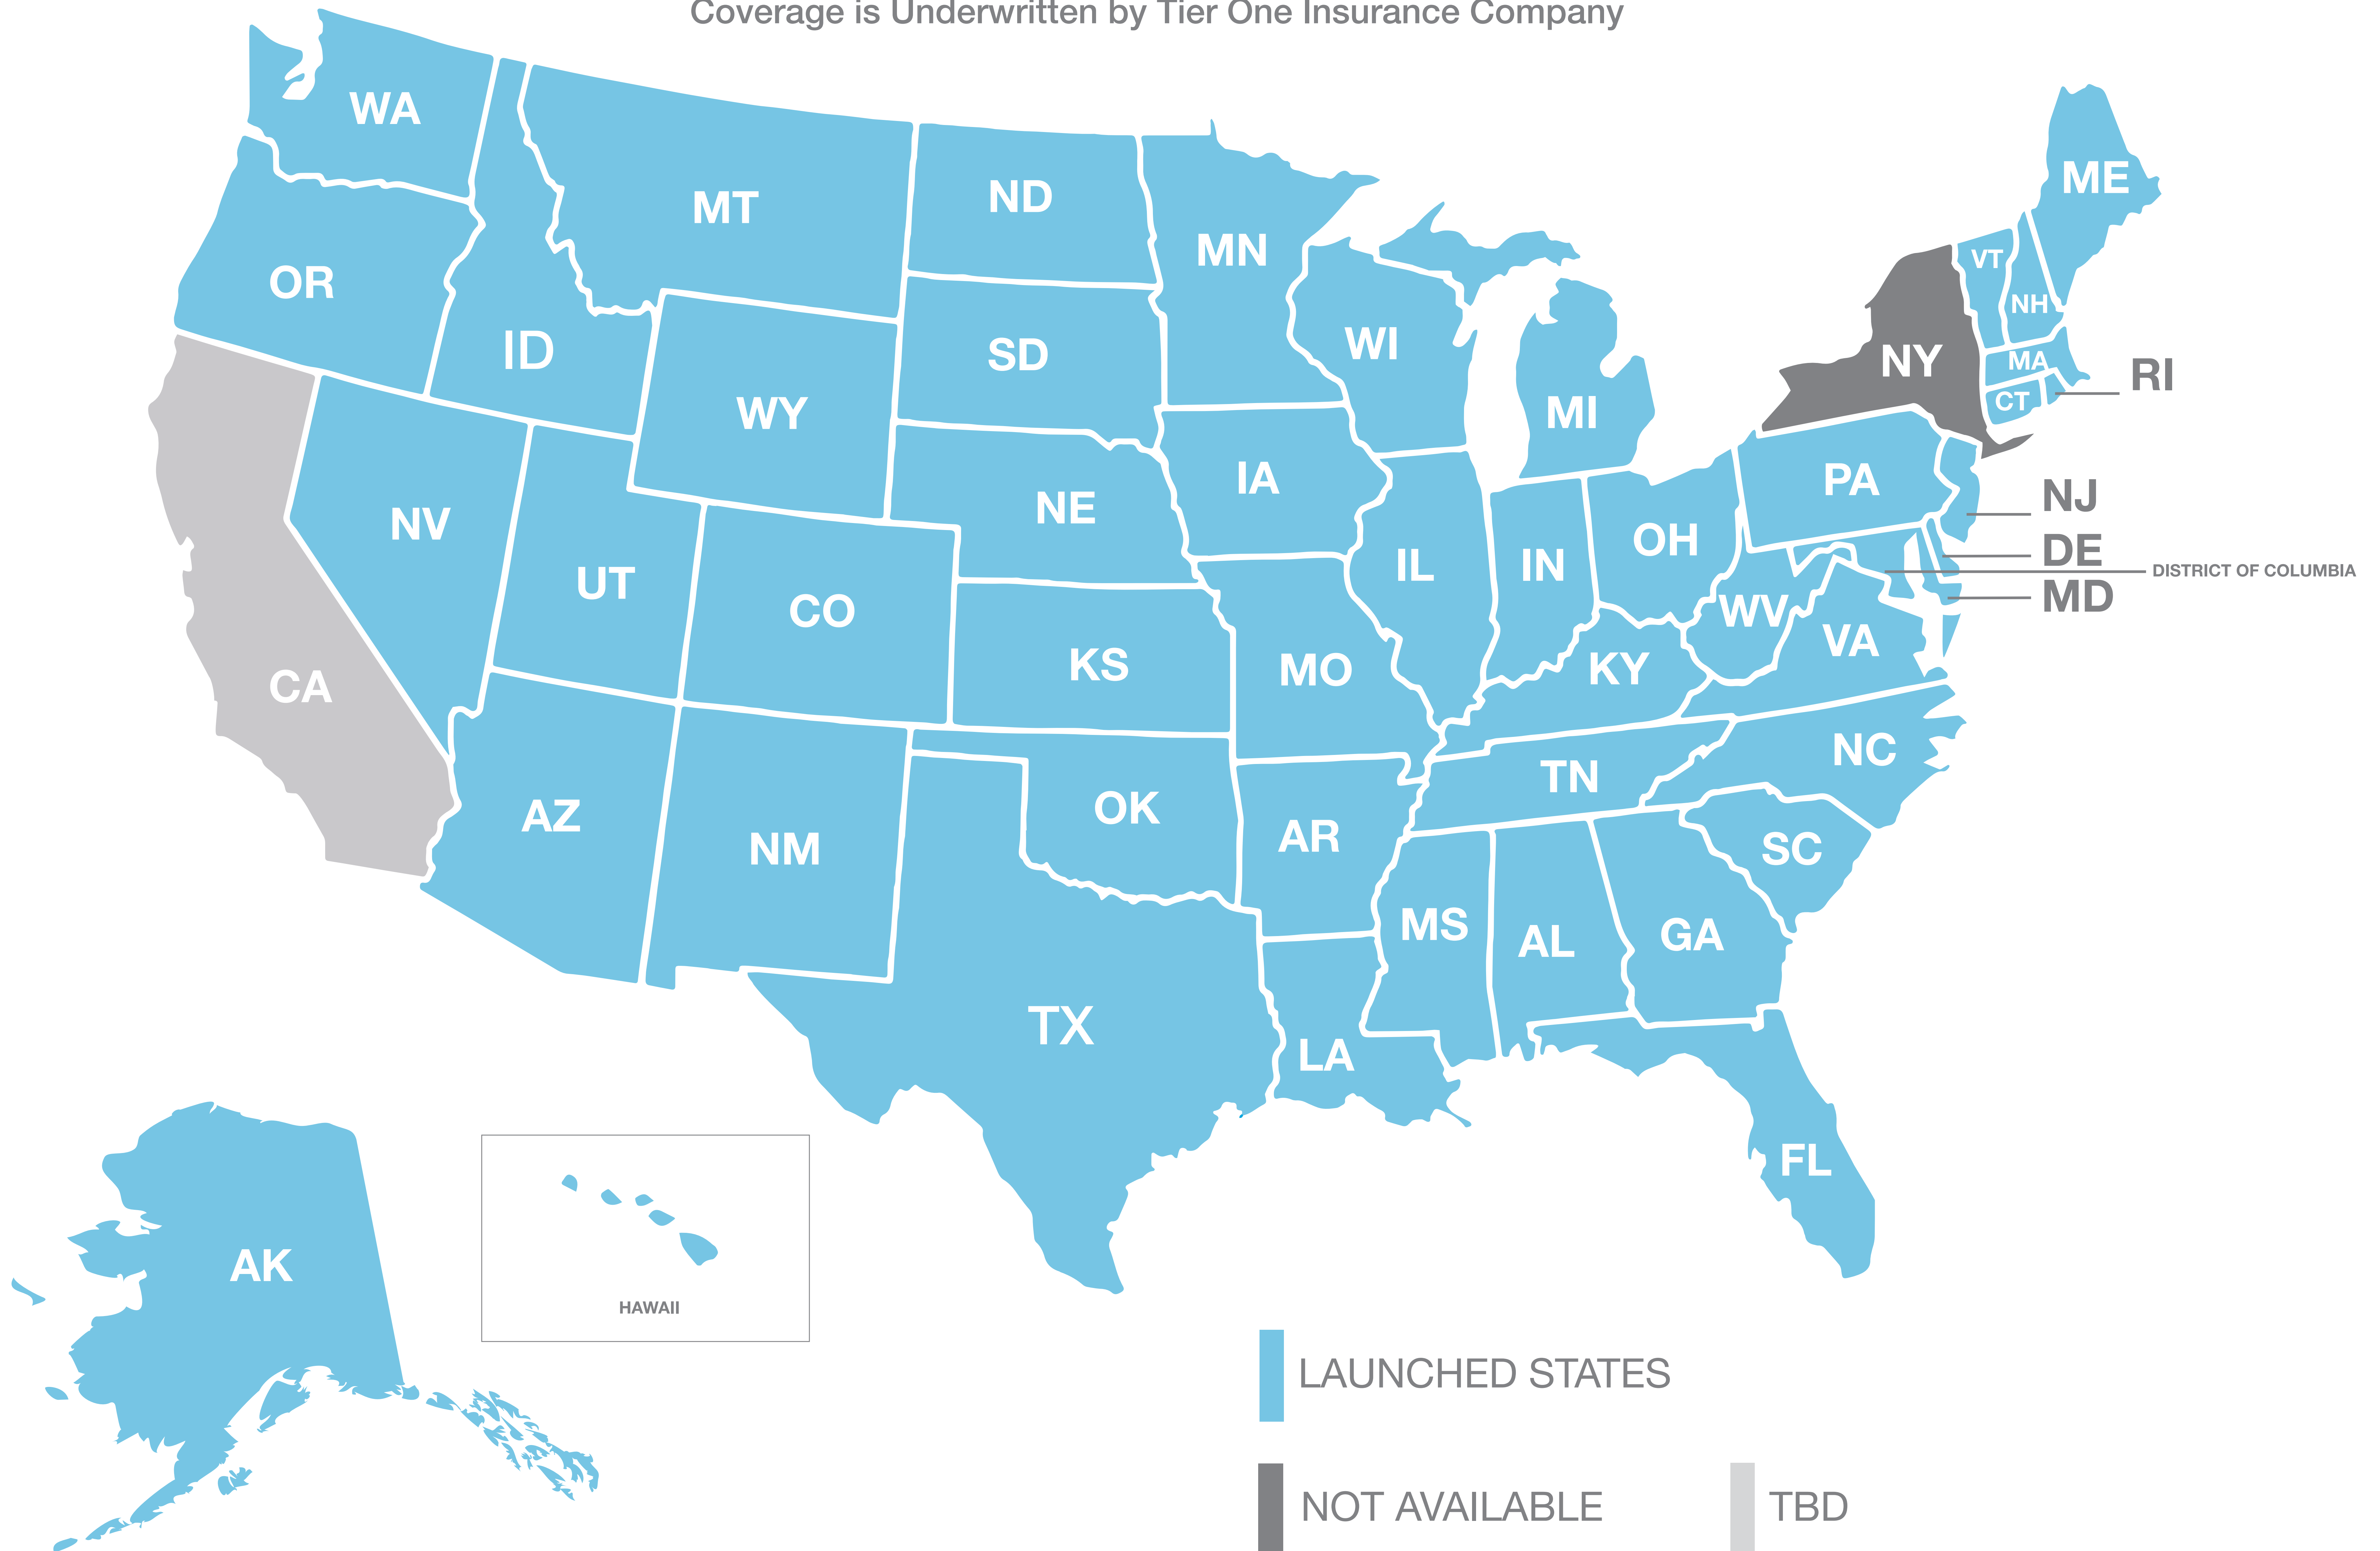 Coverage is Underwritten by Tier One Insurance Company
WA
MT
ND
MN
ME
OR
ID
SD
WI
VT
NH
NY
MA
RI
CT
WY
MI
NV
NE
IA
PA
NJ
UT
CO
IL
IN
OH
DE
DISTRICT OF COLUMBIA
MD
WV
VA
CA
KS
MO
KY
NC
TN
AZ
NM
OK
AR
SC
MS
AL
GA
TX
LA
FL
AK
HAWAII
LAUNCHED STATES
NOT AVAILABLE
TBD